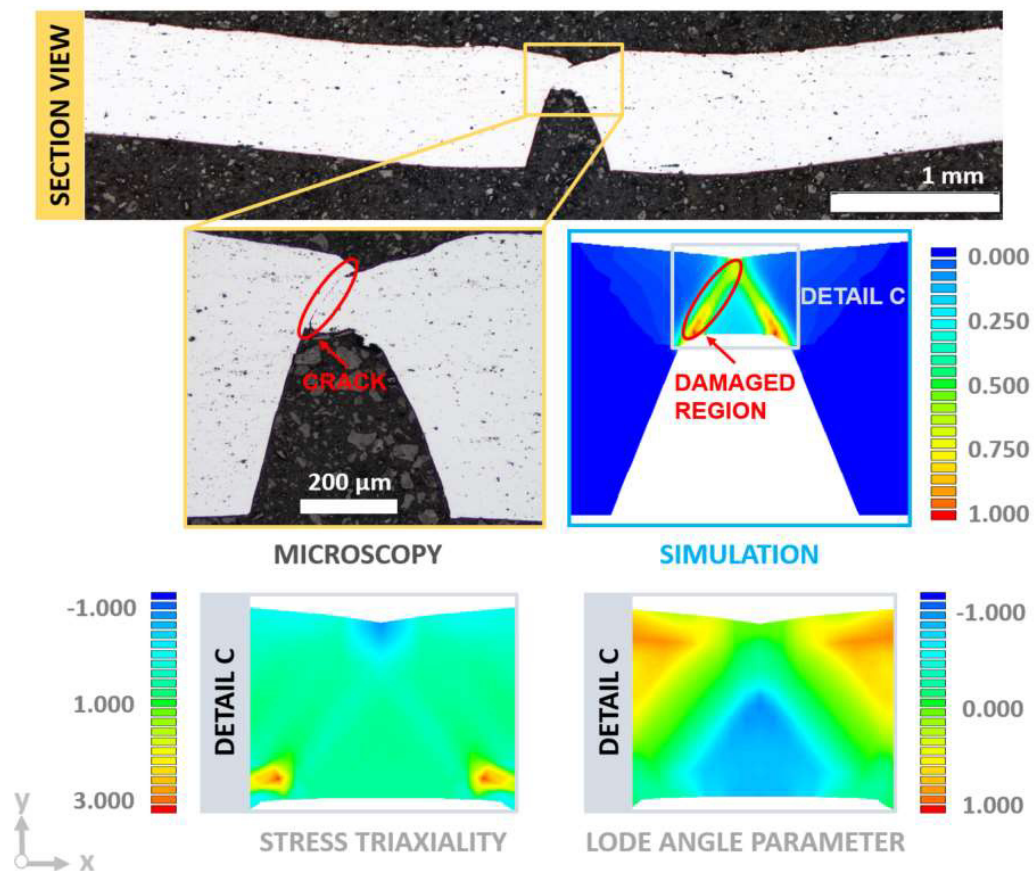 SECTION VIEW
1 mm
CRACK
200 µm
MICROSCOPY
DETAIL C
DAMAGED
REGION
SIMULATION
0.000
0.250
0.500
0.750
1.000
-1.000
1.000
3.000
DETAIL C
STRESS TRIAXIALITY
DETAIL C
LODE ANGLE PARAMETER
-1.000
0.000
1.000
y
x